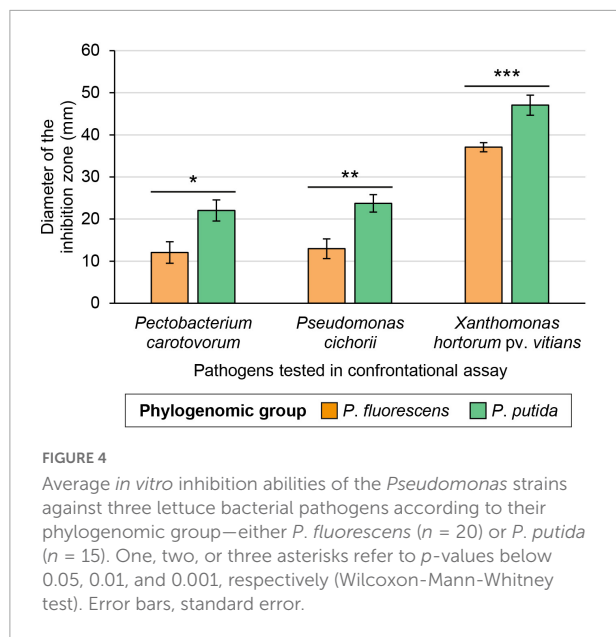 60
50
40
30
20
10
0
Diameter of the
inhibition zone (mm)
*
**
***
Pectobacterium
carotovorum
Pseudomonas
cichorii
Xanthomonas
hortorum pv. vitians
Pathogens tested in confrontational assay
Phylogenomic group P. fluorescens P. putida
FIGURE 4
Average in vitro inhibition abilities of the Pseudomonas strains
against three lettuce bacterial pathogens according to their
phylogenomic group—either P. fluorescens (n = 20) or P. putida
(n = 15). One, two, or three asterisks refer to p-values below
0.05, 0.01, and 0.001, respectively (Wilcoxon-Mann-Whitney
test). Error bars, standard error.